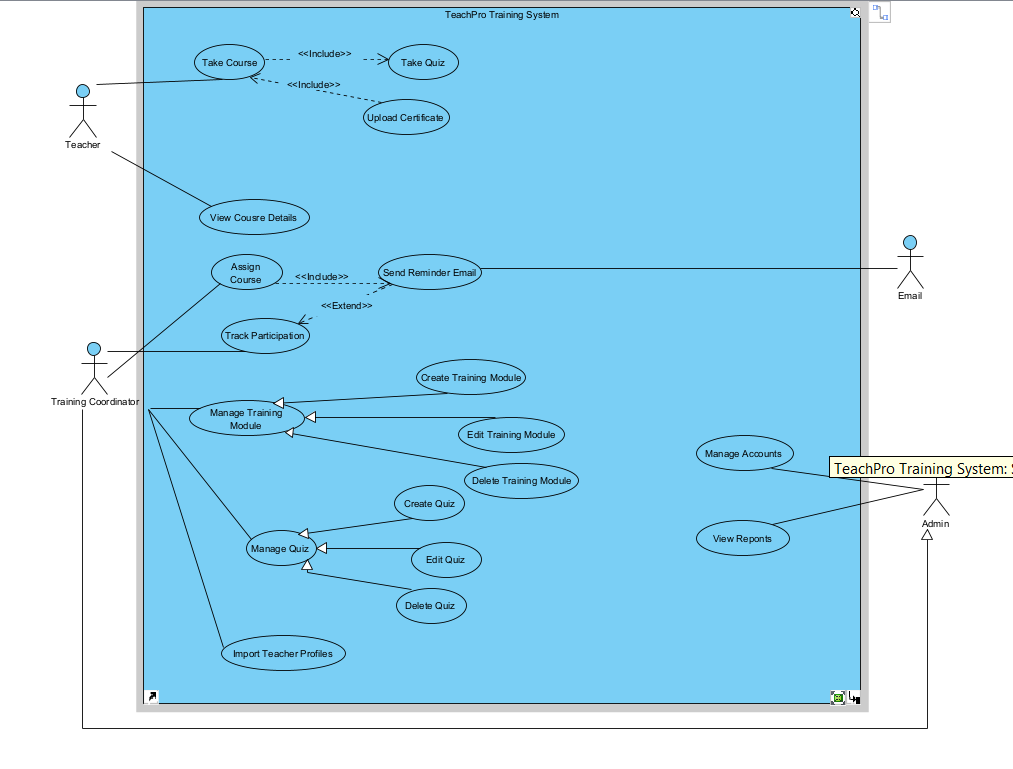 TeachPro Training System
Take Course
<<Include>>
Take Quiz
<<Include>>
Upload Certificate
Teacher
View Cousre Details
Assign
Course
<<Include>>
Send Reminder Email
Email
<<Extend>>
Track Participation
Training Coordinator
Create Training Module
Manage Training
Module
Edit Training Module
Delete Training Module
Manage Accounts
TeachPro Training System:
Create Quiz
Admin
Manage Quiz
View Reponts
Edit Quiz
Delete Quiz
Import Teacher Profiles